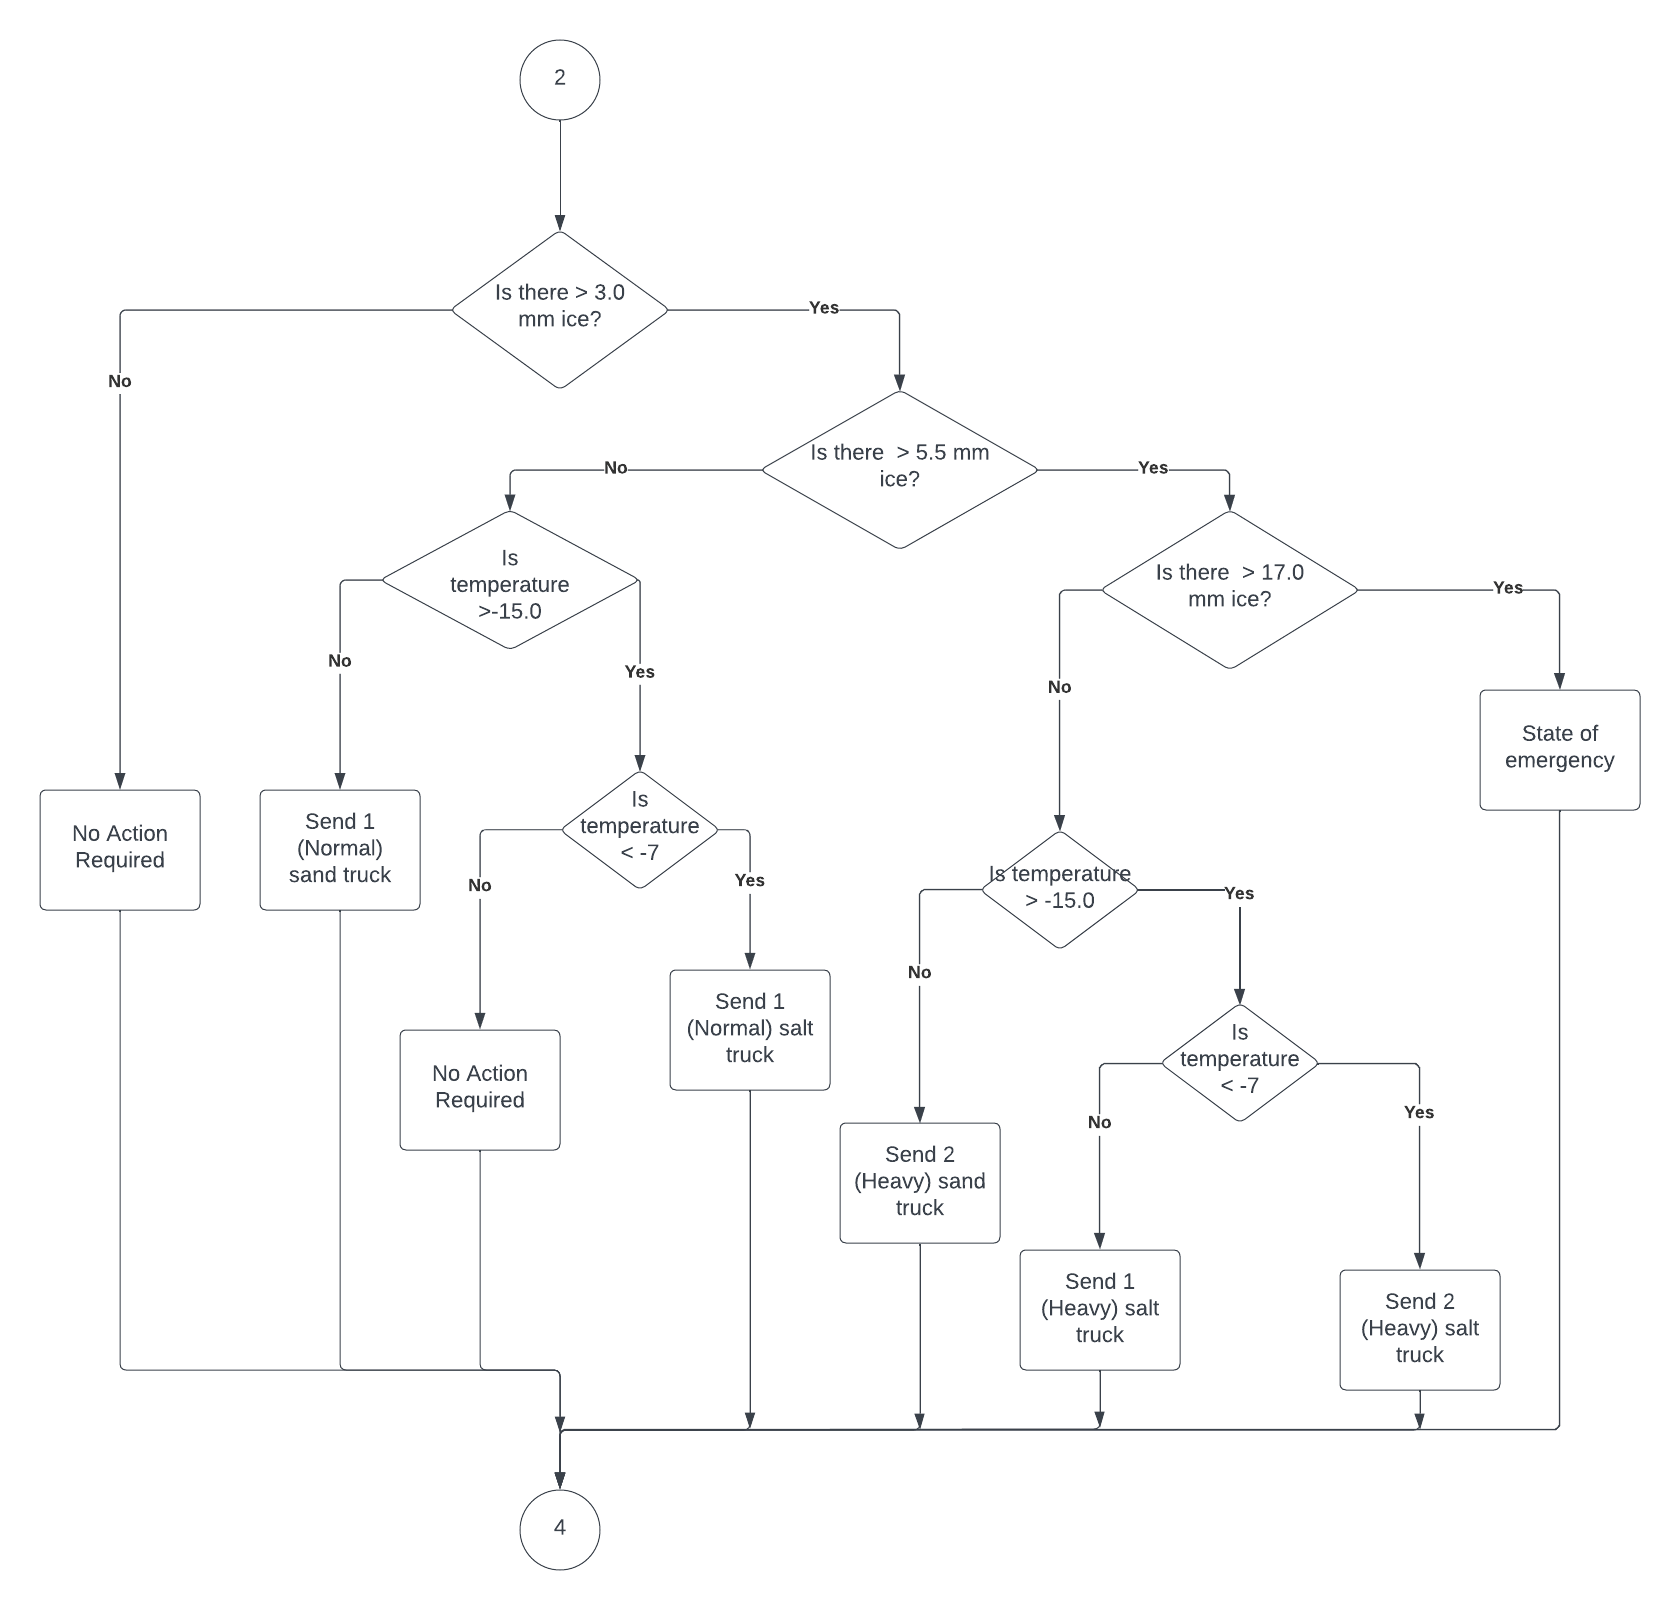 2
Is there > 3.0
mm ice?
Yes
No
Is there  > 5.5 mm
ice?
No
Yes
Is
temperature
>-15.0
Is there  > 17.0
mm ice?
Yes
No
Yes
No
State of
emergency
No Action
Required
Send 1
(Normal)
sand truck
Is
temperature
< -7
No
Yes
Is temperature
> -15.0
Yes
No
Send 1
(Normal) salt
truck
No Action
Required
Is
temperature
< -7
No
Yes
Send 2
(Heavy) sand
truck
Send 1
(Heavy) salt
truck
Send 2
(Heavy) salt
truck
4